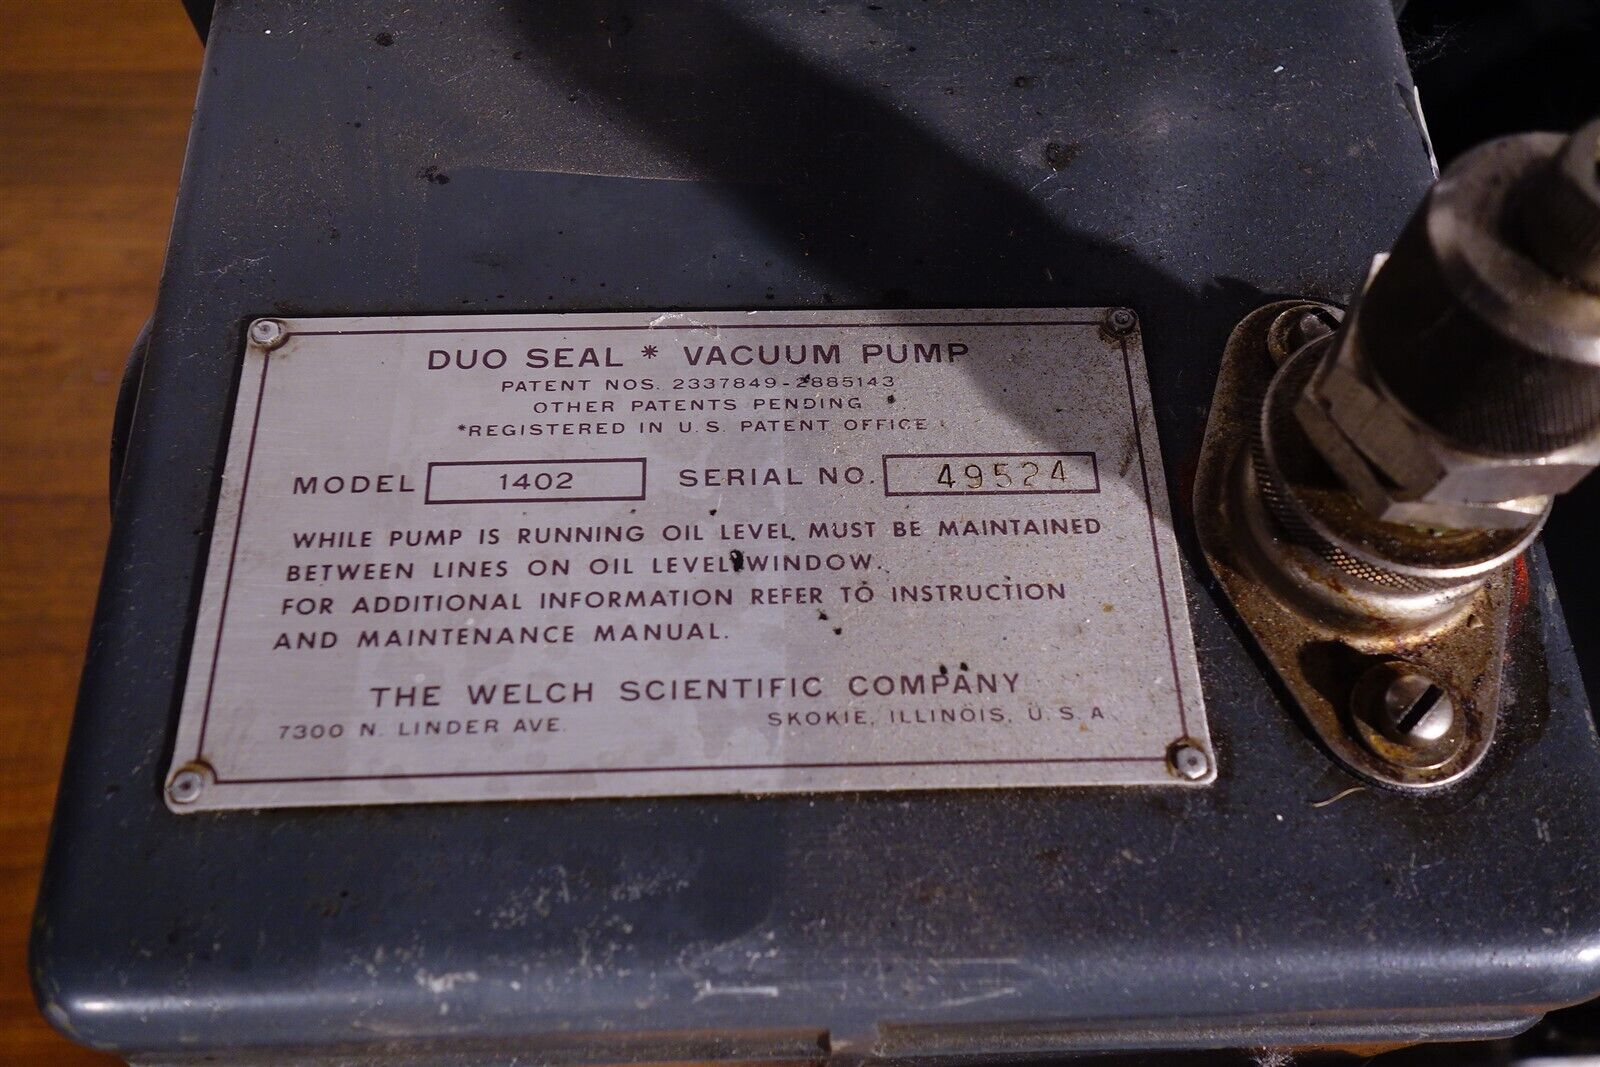 DUO SEAL * VACUUM PUMP
PATENT NOS. 2337849-2885143
OTHER PATENTS PENDING
*REGISTERED IN U.S. PATENT OFFICE
MODEL 1402 SERIAL NO. 49524
WHILE PUMP IS RUNNING OIL LEVEL MUST BE MAINTAINED
BETWEEN LINES ON OIL LEVEL WINDOW.
FOR ADDITIONAL INFORMATION REFER TO INSTRUCTION
AND MAINTENANCE MANUAL.
THE WELCH SCIENTIFIC COMPANY
7300 N. LINDER AVE. SKOKIE, ILLINOIS, U.S.A.